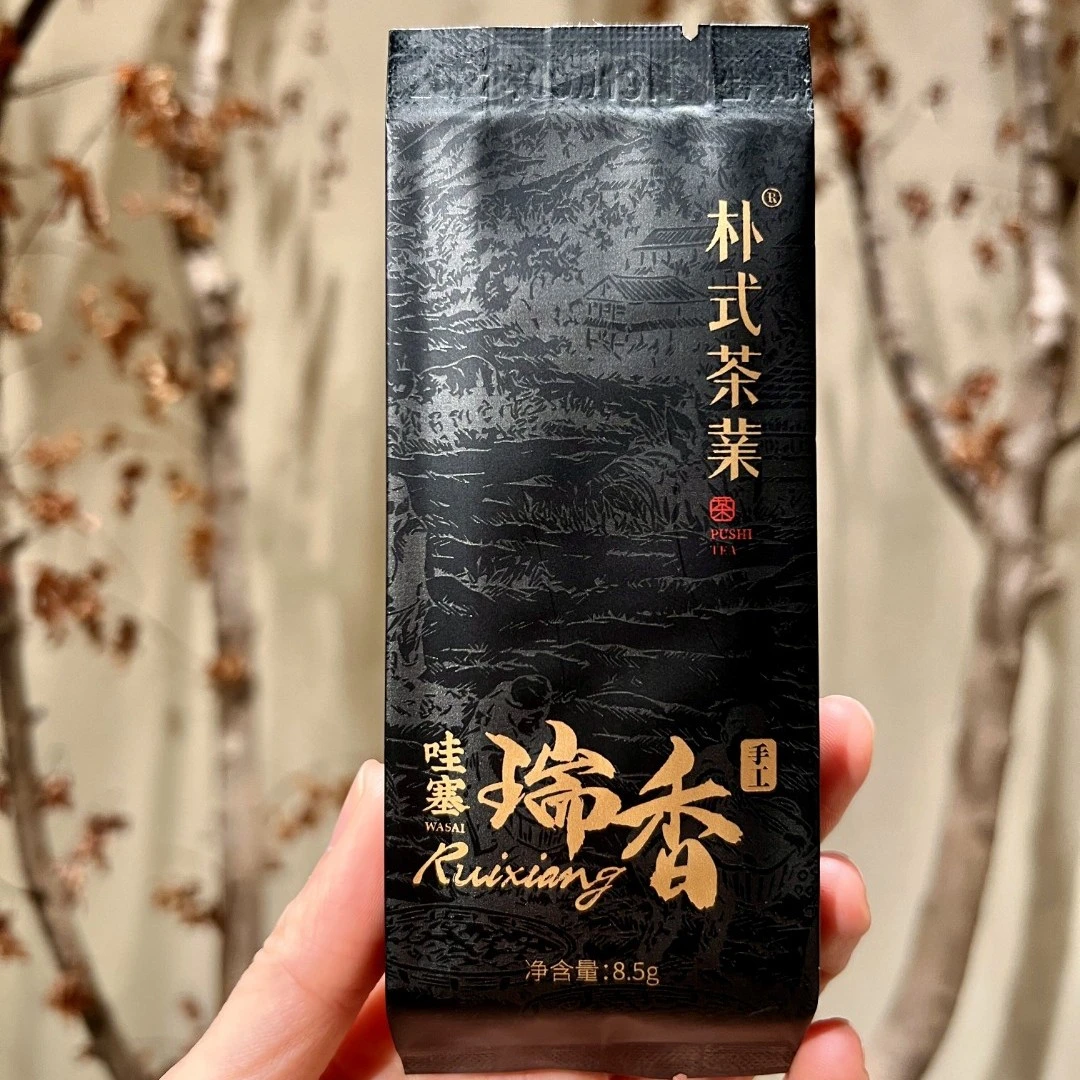 朴式茶業®
茶
PUSHI
TEA
哇塞
WASAI
瑞香
手工
Ruixiang
净含量:8.5g